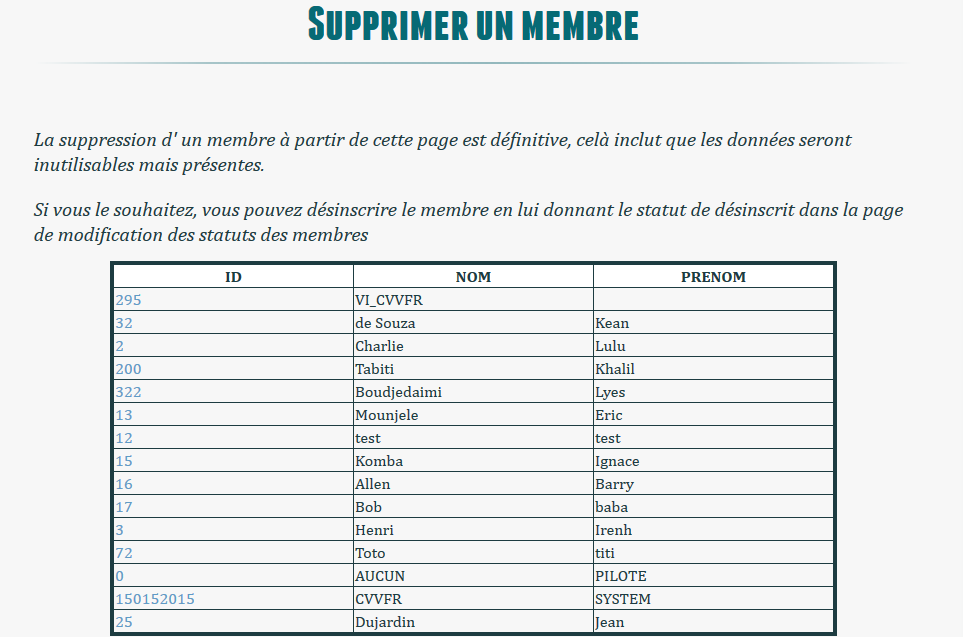 SUPPRIMER UN MEMBRE
La suppression d' un membre à partir de cette page est définitive, celà inclut que les données seront
inutilisables mais présentes.
Si vous le souhaitez, vous pouvez désinscrire le membre en lui donnant le statut de désinscrit dans la page
de modification des statuts des membres
ID NOM PRENOM
295 VI_CVVFR
32 de Souza Kean
2 Charlie Lulu
200 Tabiti Khalil
322 Boudjedaimi Lyes
13 Mounjele Eric
12 test test
15 Komba Ignace
16 Allen Barry
17 Bob baba
3 Henri Irenh
72 Toto titi
0 AUCUN PILOTE
150152015 CVVFR SYSTEM
25 Dujardin Jean